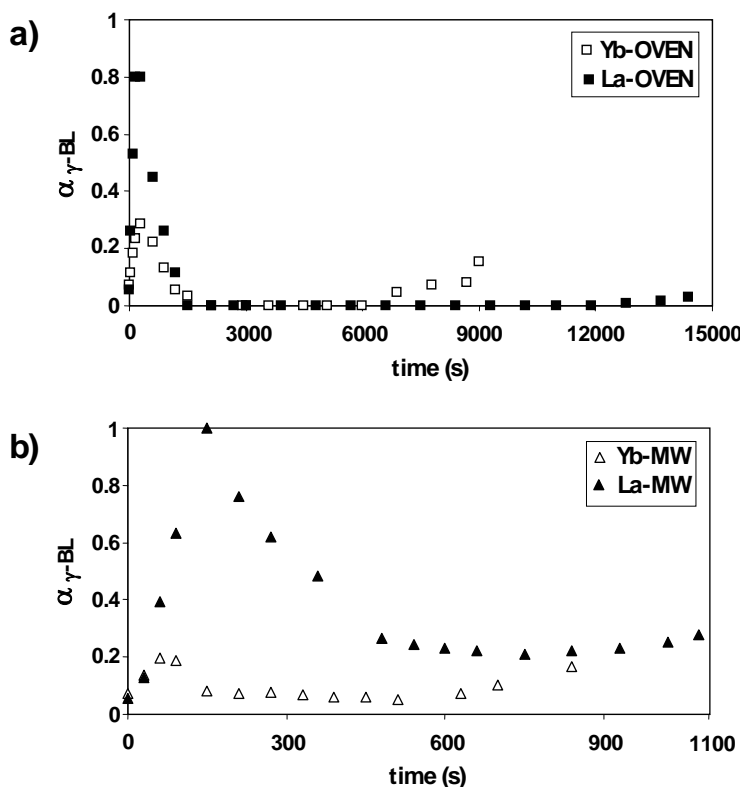 a)
Yb-OVEN
La-OVEN
1
0.8
0.6
0.4
0.2
0
α γ-BL
0 3000 6000 9000 12000 15000
time (s)
b)
Yb-MW
La-MW
1
0.8
0.6
0.4
0.2
0
α γ-BL
0 300 600 900 1100
time (s)